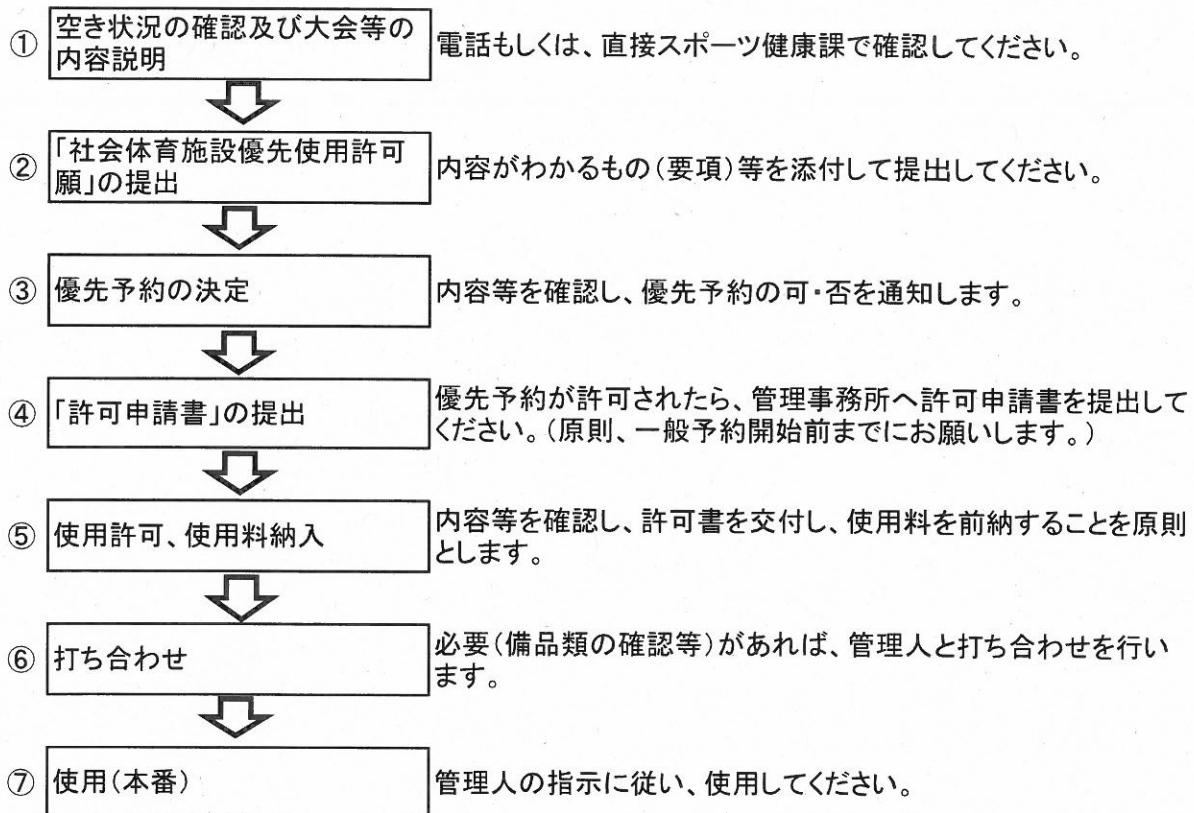 ① 空き状況の確認及び大会等の
内容説明
電話もしくは、直接スポーツ健康課で確認してください。
② 「社会体育施設優先使用許可
願」の提出
内容がわかるもの(要項)等を添付して提出してください。
③ 優先予約の決定
内容等を確認し、優先予約の可・否を通知します。
④ 「許可申請書」の提出
優先予約が許可されたら、管理事務所へ許可申請書を提出して
ください。(原則、一般予約開始前までにお願いします。)
⑤ 使用許可、使用料納入
内容等を確認し、許可書を交付し、使用料を前納することを原則
とします。
⑥ 打ち合わせ
必要(備品類の確認等)があれば、管理人と打ち合わせを行い
ます。
⑦ 使用(本番)
管理人の指示に従い、使用してください。